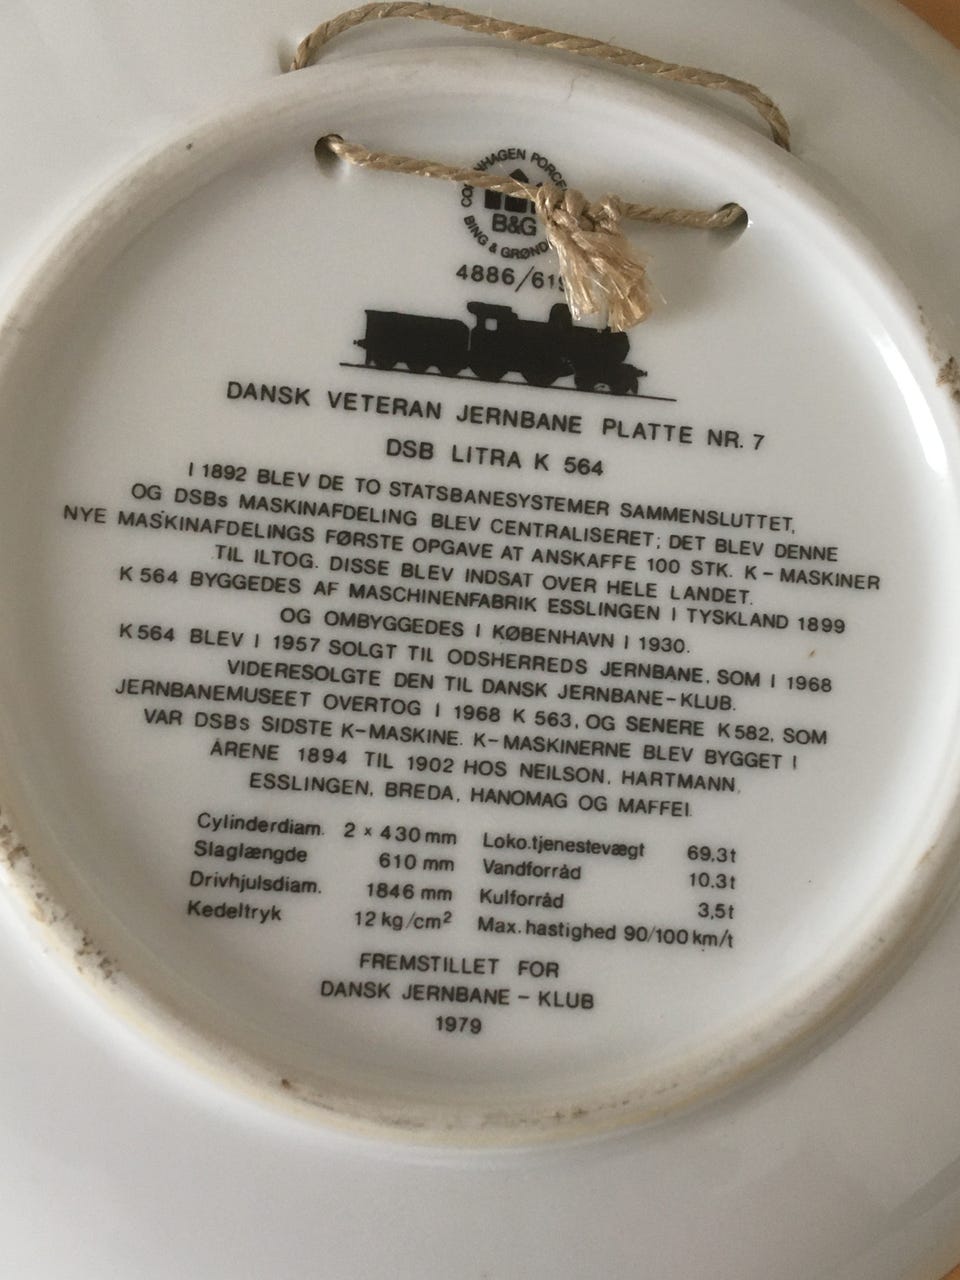 COPENHAGEN PORCE
B&G
BING & GRØND
4886/619
DANSK VETERAN JERNBANE PLATTE NR. 7
DSB LITRA K 564
I 1892 BLEV DE TO STATSBANESYSTEMER SAMMENSLUTTET,
OG DSBs MASKINAFDELING BLEV CENTRALISERET; DET BLEV DENNE
NYE MASKINAFDELINGS FØRSTE OPGAVE AT ANSKAFFE 100 STK. K-MASKINER
TIL ILTOG. DISSE BLEV INDSAT OVER HELE LANDET.
K 564 BYGGEDES AF MASCHINENFABRIK ESSLINGEN I TYSKLAND 1899
OG OMBYGGEDES I KØBENHAVN I 1930.
K 564 BLEV I 1957 SOLGT TIL ODSHERREDS JERNBANE, SOM I 1968
VIDERESOLGTE DEN TIL DANSK JERNBANE-KLUB.
JERNBANEMUSEET OVERTOG I 1968 K 563, OG SENERE K 582, SOM
VAR DSBs SIDSTE K-MASKINE. K-MASKINERNE BLEV BYGGET I
ÅRENE 1894 TIL 1902 HOS NEILSON, HARTMANN,
ESSLINGEN, BREDA, HANOMAG OG MAFFEI.
Cylinderdiam. 2 × 430 mm Loko.tjenestevægt 69.3t
Slaglængde 610 mm Vandforråd 10.3t
Drivhjulsdiam. 1846 mm Kulforråd 3,5t
Kedeltryk 12 kg/cm² Max. hastighed 90/100 km/t
FREMSTILLET FOR
DANSK JERNBANE - KLUB
1979